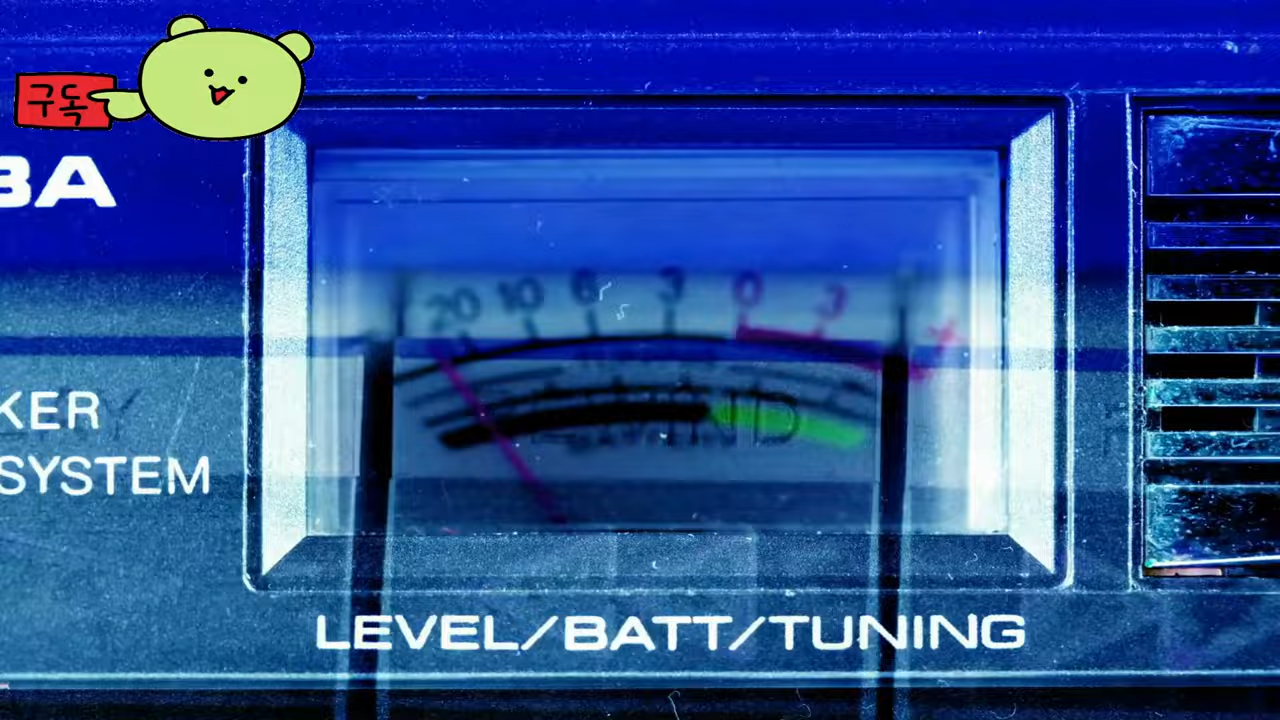 구독
BA
20 10 6 3 0 3 +
KER
SYSTEM
LEVEL/BATT/TUNING